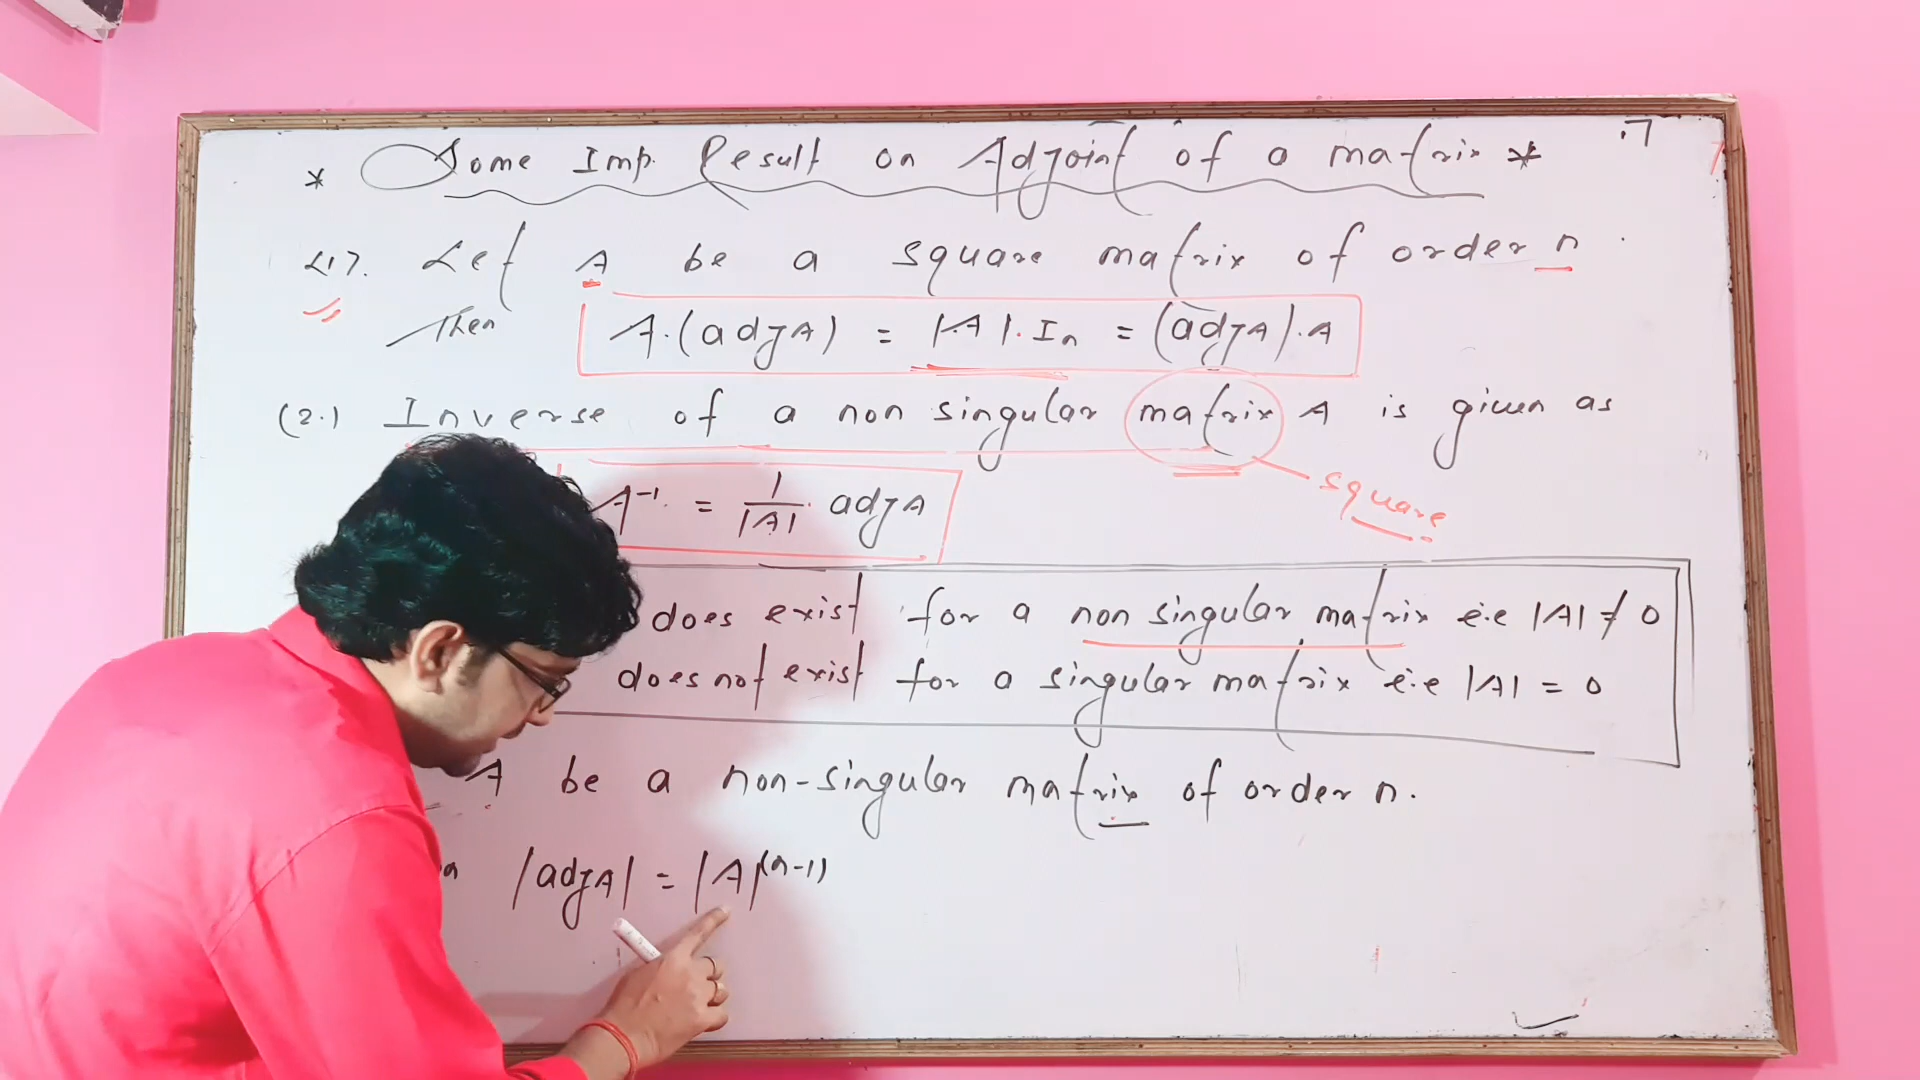 * Some Imp. Result on Adjoint of a matrix *
<1>. Let A be a square matrix of order n.
Then A.(adjA) = |A|.In = (adjA).A
(2.) Inverse of a non singular matrix A is given as
A⁻¹ = 1/|A| . adjA
square
does exist for a non singular matrix i.e |A| ≠ 0
does not exist for a singular matrix i.e |A| = 0
A be a non-singular matrix of order n.
|adjA| = |A|⁽ⁿ⁻¹⁾